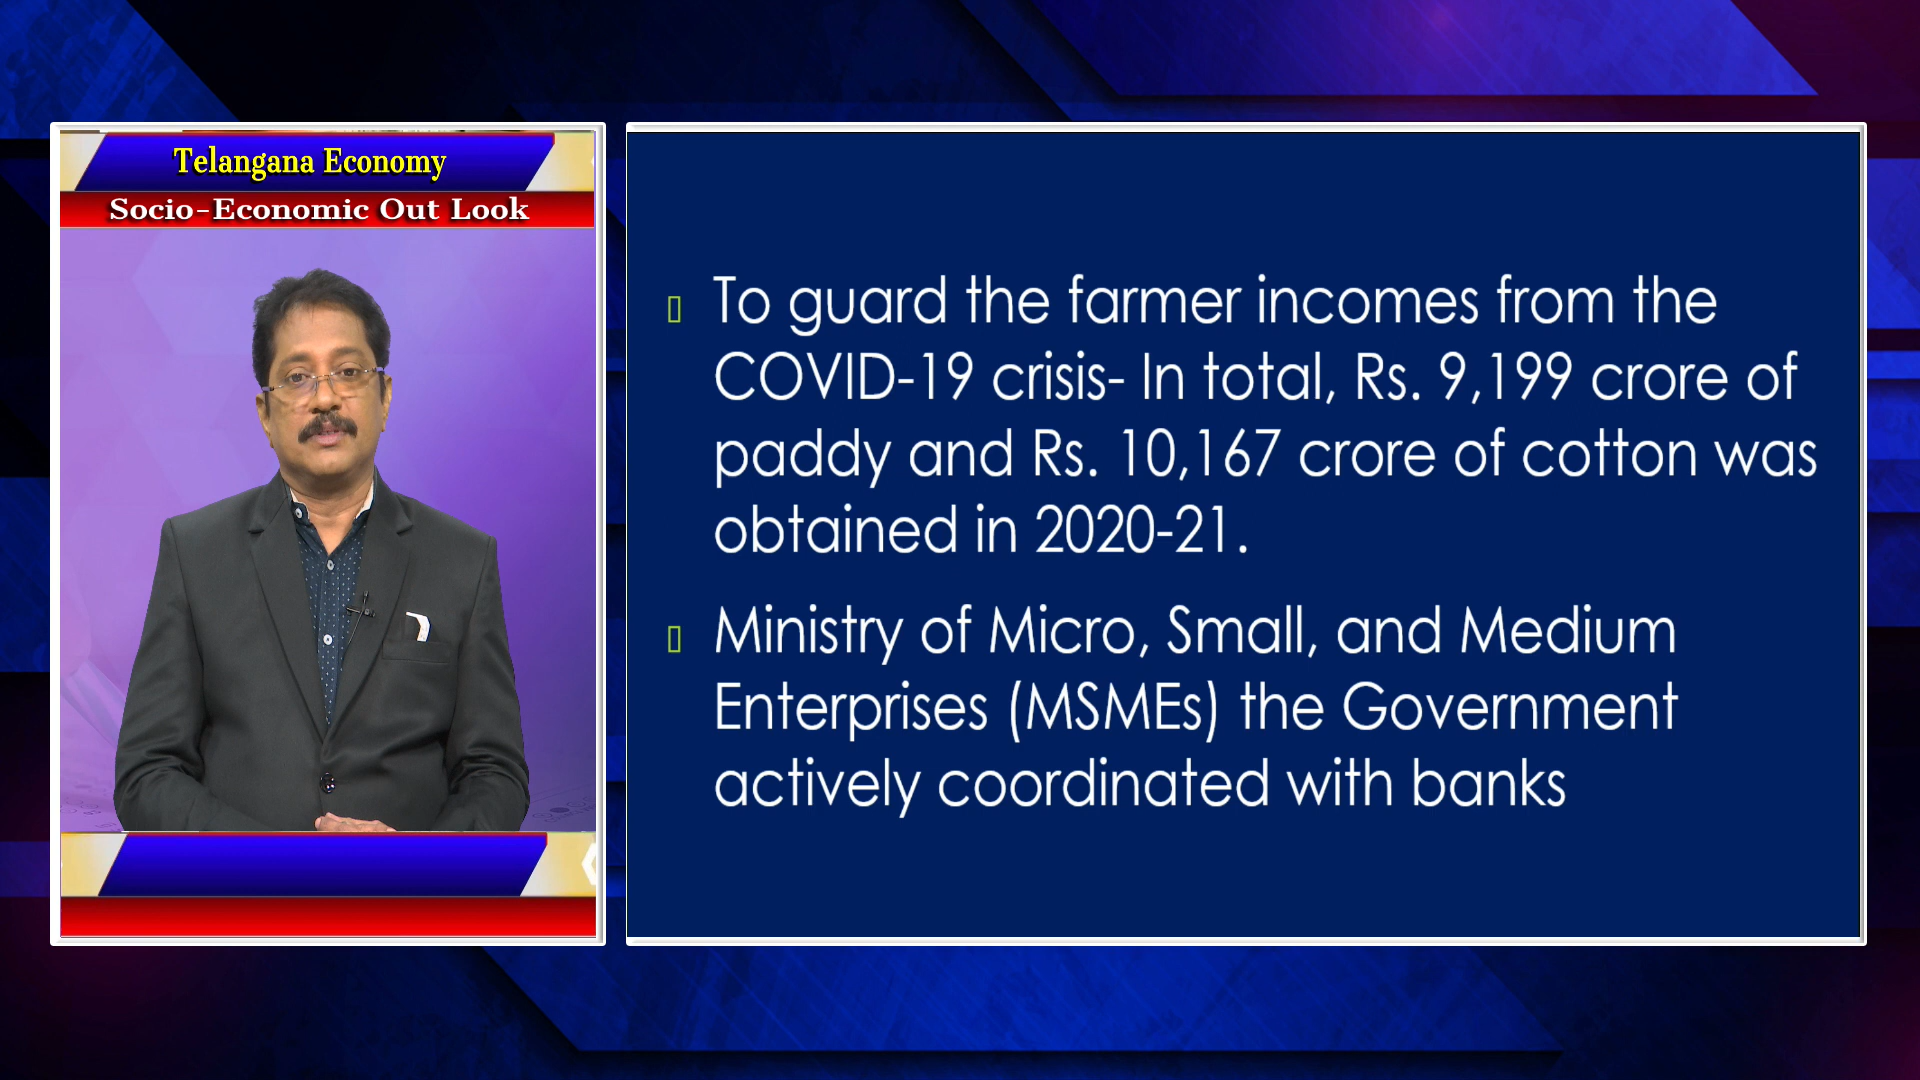 Telangana Economy
Socio-Economic Out Look
To guard the farmer incomes from the
COVID-19 crisis- In total, Rs. 9,199 crore of
paddy and Rs. 10,167 crore of cotton was
obtained in 2020-21.
Ministry of Micro, Small, and Medium
Enterprises (MSMEs) the Government
actively coordinated with banks